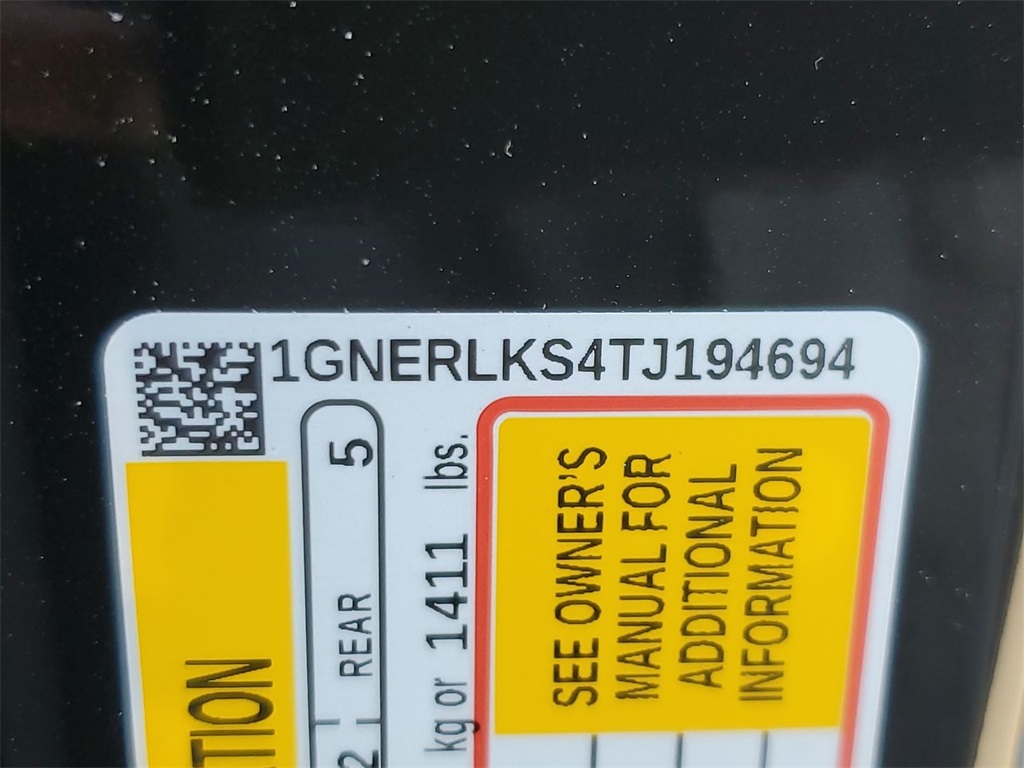 1GNERLKS4TJ194694
TION
2 REAR 5
kg or 1411 lbs.
SEE OWNER'S
MANUAL FOR
ADDITIONAL
INFORMATION